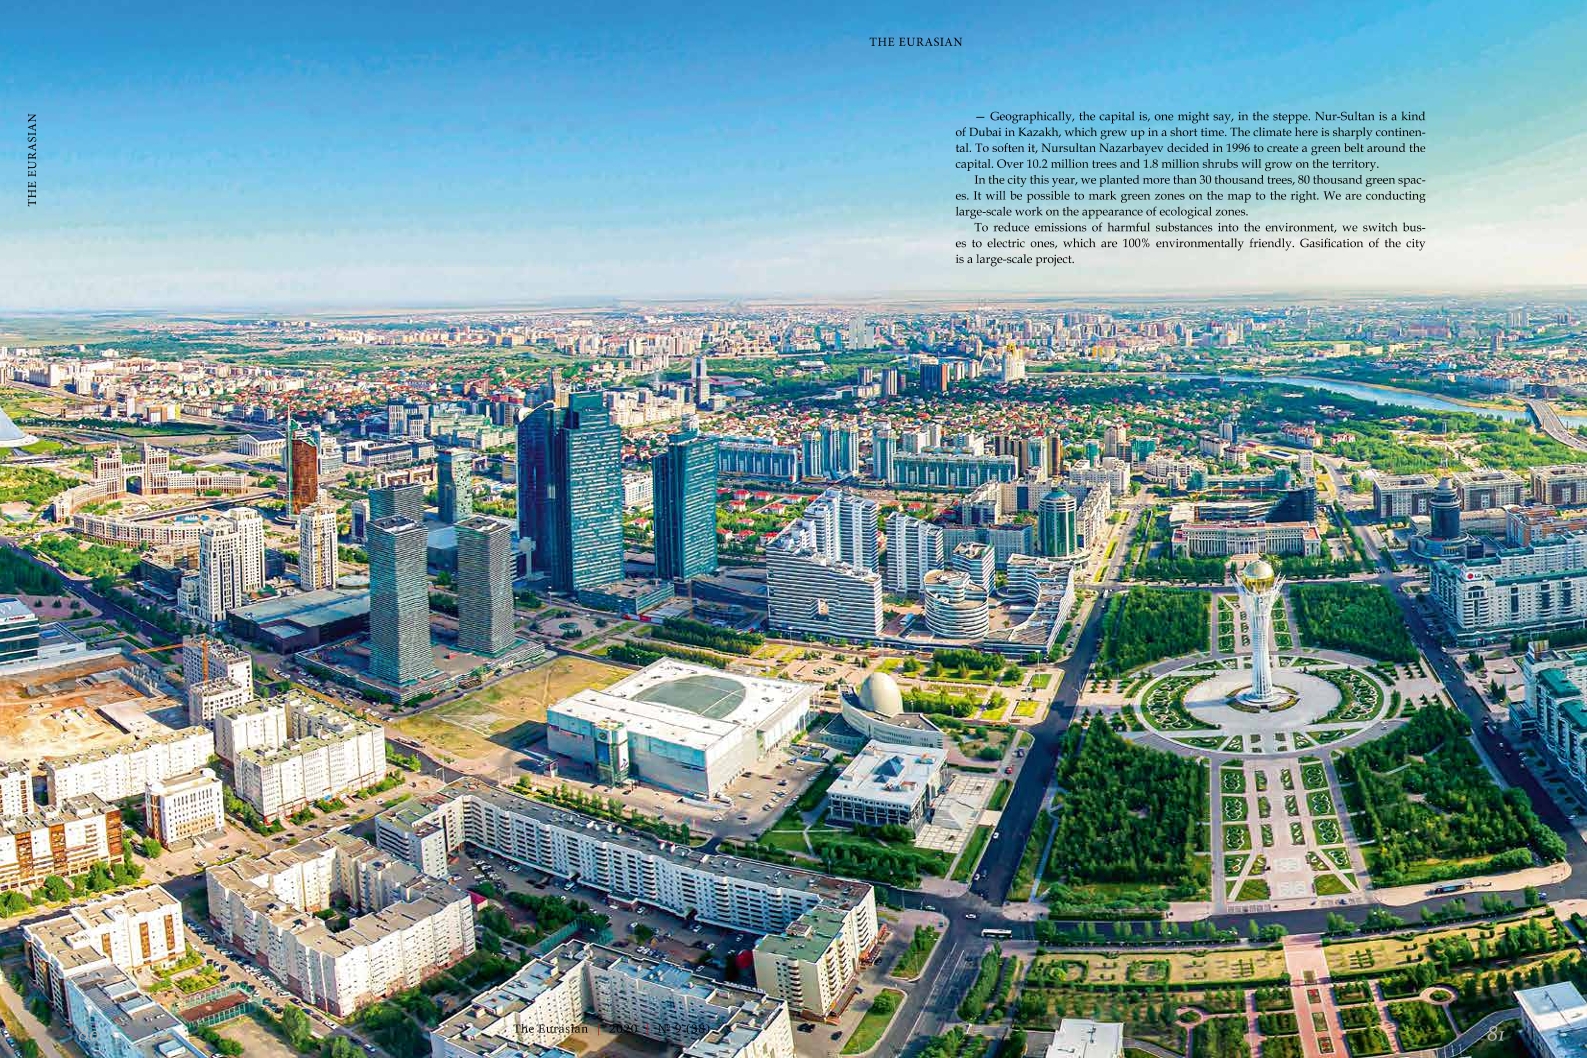 THE EURASIAN
THE EURASIAN
— Geographically, the capital is, one might say, in the steppe. Nur-Sultan is a kind
of Dubai in Kazakh, which grew up in a short time. The climate here is sharply continen-
tal. To soften it, Nursultan Nazarbayev decided in 1996 to create a green belt around the
capital. Over 10.2 million trees and 1.8 million shrubs will grow on the territory.
In the city this year, we planted more than 30 thousand trees, 80 thousand green spac-
es. It will be possible to mark green zones on the map to the right. We are conducting
large-scale work on the appearance of ecological zones.
To reduce emissions of harmful substances into the environment, we switch bus-
es to electric ones, which are 100% environmentally friendly. Gasification of the city
is a large-scale project.
The Eurasian | 2020 | №
81